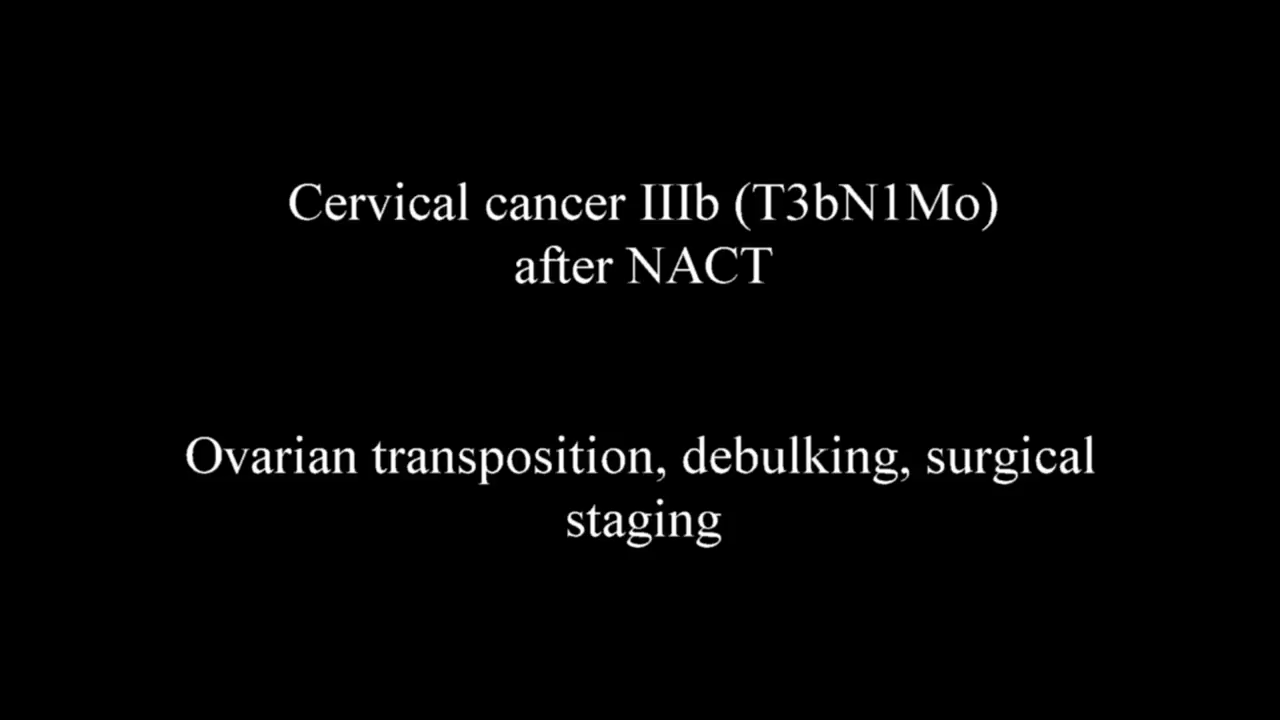 Cervical cancer IIIb (T3bN1Mo)
after NACT
Ovarian transposition, debulking, surgical
staging